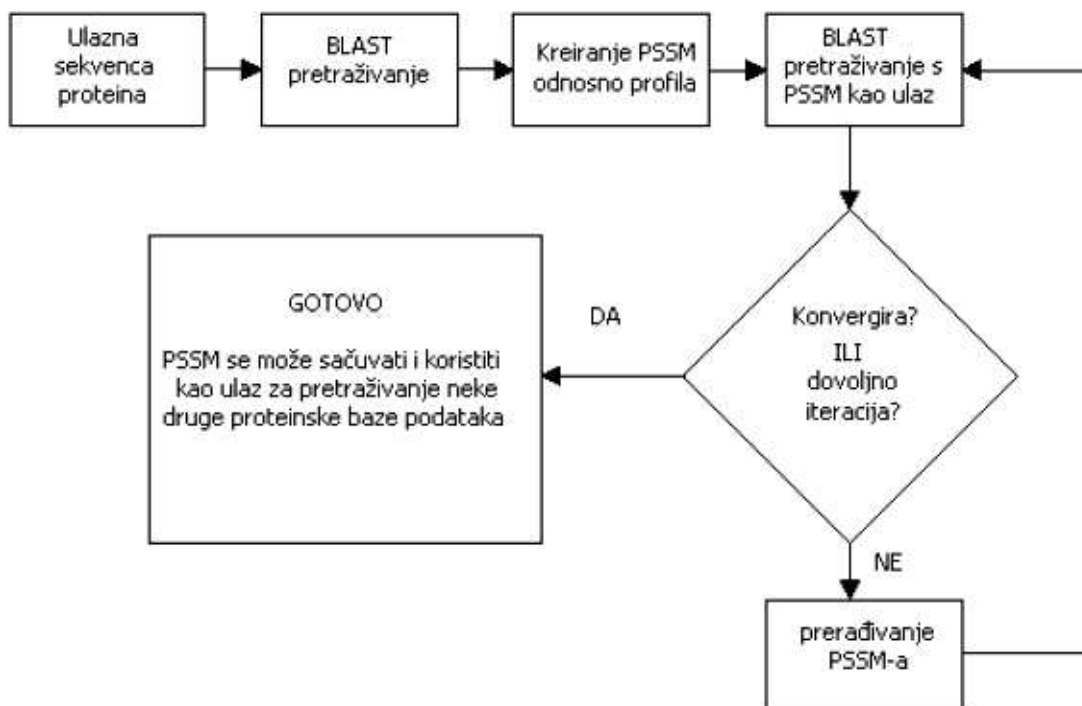 Ulazna
sekvenca
proteina
BLAST
pretraživanje
Kreiranje PSSM
odnosno profila
BLAST
pretraživanje s
PSSM kao ulaz
Konvergira?
ILI
dovoljno
iteracija?
DA
GOTOVO
PSSM se može sačuvati i koristiti
kao ulaz za pretraživanje neke
druge proteinske baze podataka
NE
prerađivanje
PSSM-a